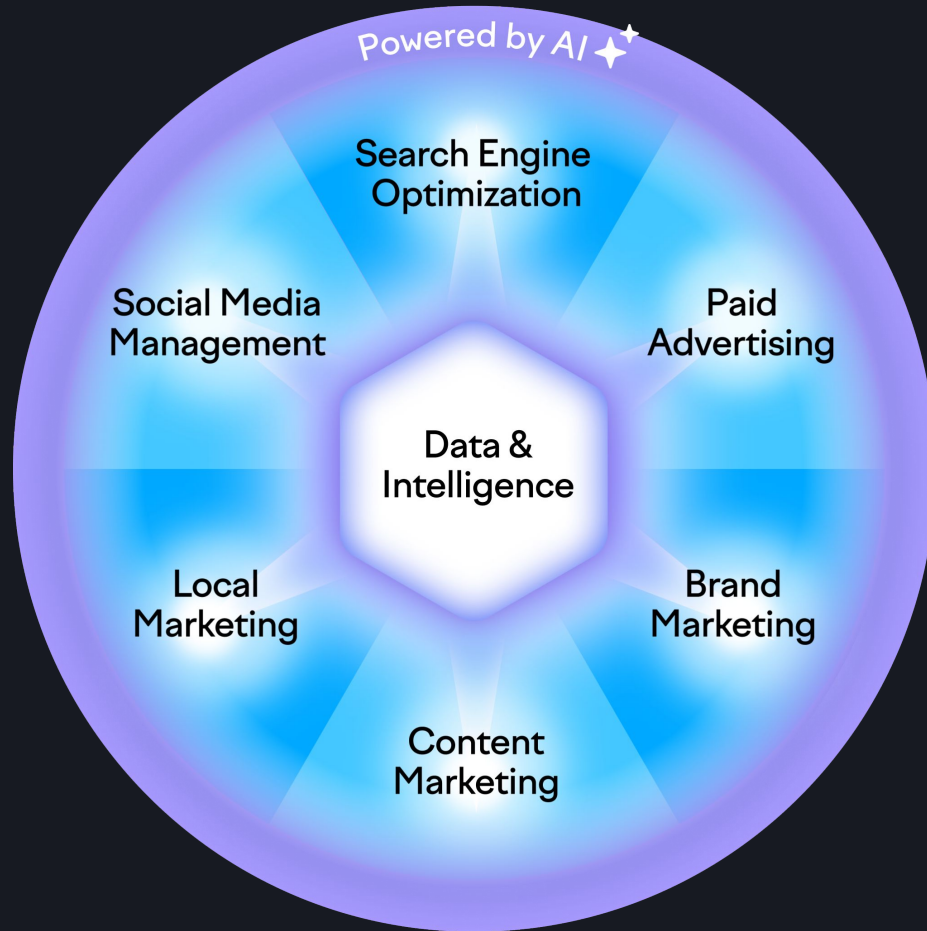 Powered by AI
Search Engine
Optimization
Social Media
Management
Paid
Advertising
Data &
Intelligence
Local
Marketing
Brand
Marketing
Content
Marketing